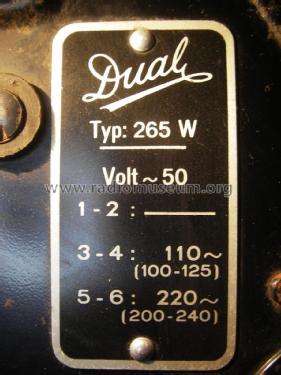 Dual
Typ: 265 W
Volt ~ 50
www.radiomuseum.org
1 - 2 :
3 - 4 : 110~
(100-125)
5 - 6 : 220~
(200-240)